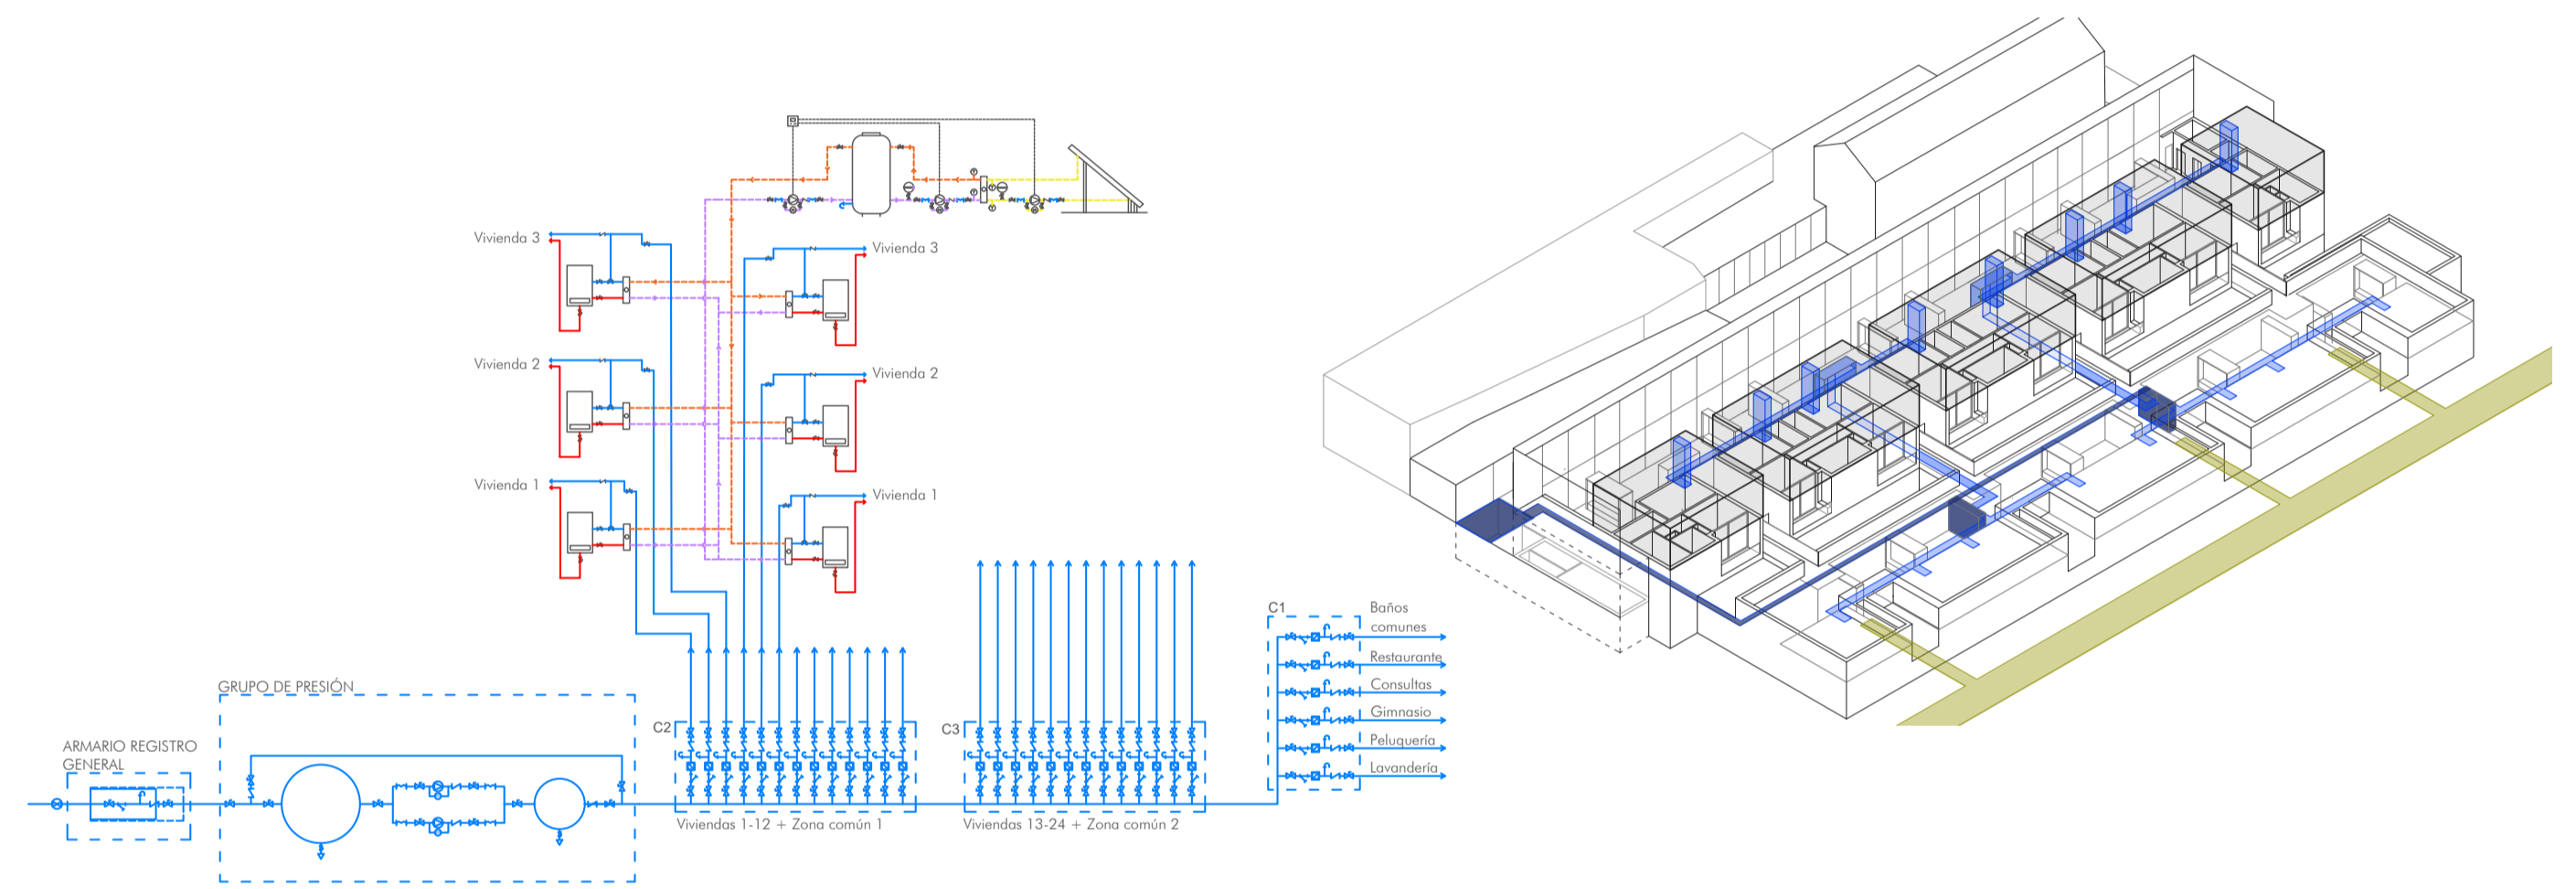 Vivienda 3
Vivienda 3
Vivienda 2
Vivienda 2
Vivienda 1
Vivienda 1
GRUPO DE PRESIÓN
ARMARIO REGISTRO
GENERAL
C2
Viviendas 1-12 + Zona común 1
C3
Viviendas 13-24 + Zona común 2
C1
Baños
comunes
Restaurante
Consultas
Gimnasio
Peluquería
Lavandería